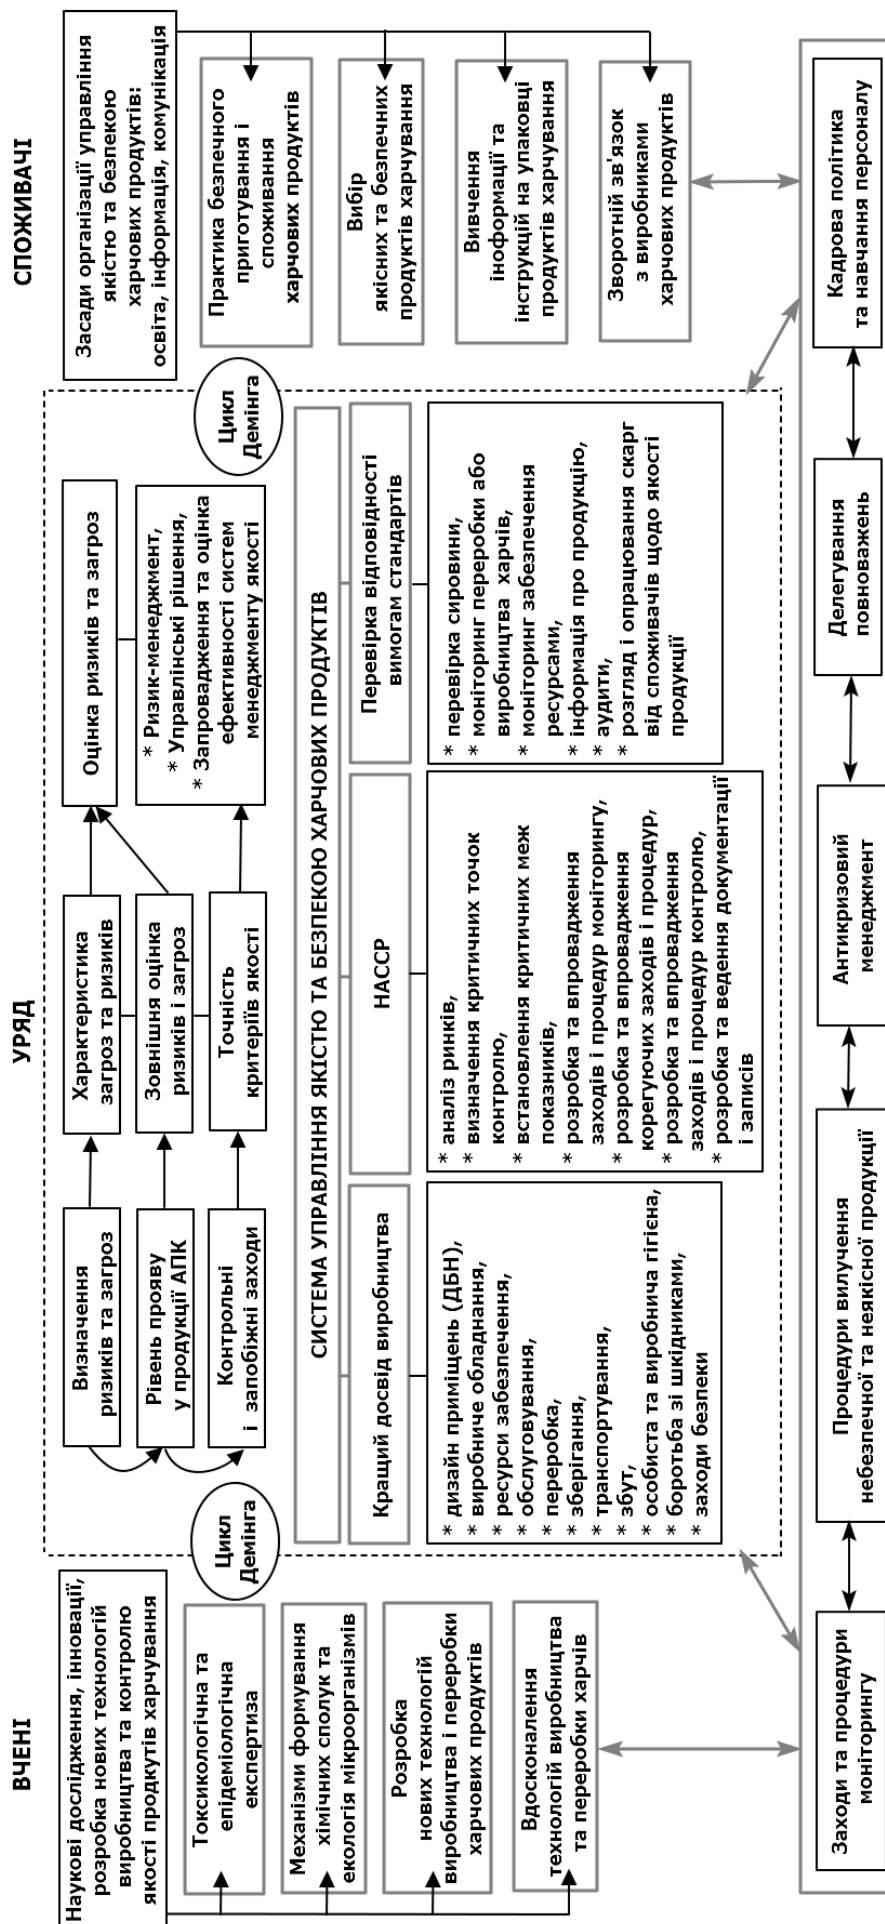 ВЧЕНІ
Наукові дослідження, інновації,
розробка нових технологій
виробництва та контролю
якості продкутів харчування
Токсикологічна та
епідеміологічна
експертиза
Механізми формування
хімічних сполук та
екологія мікроорганізмів
Розробка
нових технологій
виробництва і переробки
харчових продуктів
Вдосконалення
технологій виробництва
та переробки харчів
УРЯД
Визначення
ризиків та загроз
Характеристика
загроз та ризиків
Оцінка ризиків та загроз
Рівень прояву
у продукції АПК
Зовнішня оцінка
ризиків і загроз
* Ризик-менеджмент,
* Управлінські рішення,
* Запровадження та оцінка
ефективності систем
менеджменту якості
Контрольні
і запобіжні заходи
Точність
критеріїв якості
Цикл
Демінга
Цикл
Демінга
СИСТЕМА УПРАВЛІННЯ ЯКІСТЮ ТА БЕЗПЕКОЮ ХАРЧОВИХ ПРОДУКТІВ
Кращий досвід виробництва
* дизайн приміщень (ДБН),
* виробниче обладнання,
* ресурси забезпечення,
* обслуговування,
* переробка,
* зберігання,
* транспортування,
* збут,
* особиста та виробнича гігієна,
* боротьба зі шкідниками,
* заходи безпеки
НАССР
* аналіз ринків,
* визначення критичних точок
контролю,
* встановлення критичних меж
показників,
* розробка та впровадження
заходів і процедур моніторингу,
* розробка та впровадження
корегуючих заходів і процедур,
* розробка та впровадження
заходів і процедур контролю,
* розробка та ведення документації
і записів
Перевірка відповідності
вимогам стандартів
* перевірка сировини,
* моніторинг переробки або
виробництва харчів,
* моніторинг забезпечення
ресурсами,
* інформація про продукцію,
* аудити,
* розгляд і опрацювання скарг
від споживачів щодо якості
продукції
СПОЖИВАЧІ
Засади організації управління
якістю та безпекою
харчових продуктів:
освіта, інформація, комунікація
Практика безпечного
приготування і
споживання
харчових продуктів
Вибір
якісних та безпечних
продуктів харчування
Вивчення
іноформації та
інструкцій на упаковці
продуктів харчування
Зворотній зв'язок
з виробниками
харчових продуктів
Заходи та процедури
моніторингу
Процедури вилучення
небезпечної та неякісної продукції
Антикризовий
менеджмент
Делегування
повноважень
Кадрова політика
та навчання персоналу